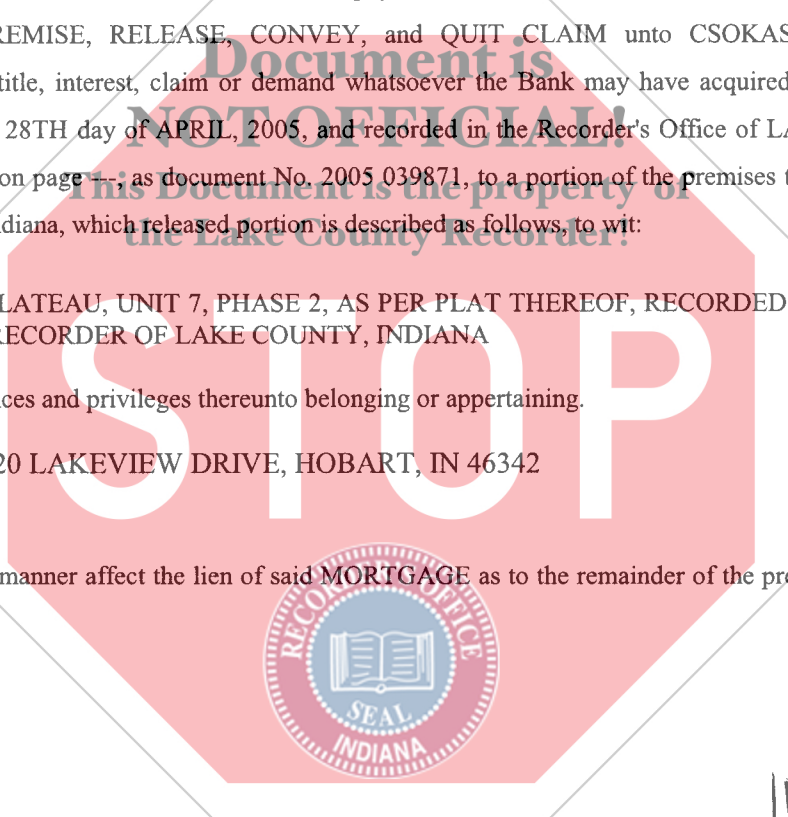 REMISE, RELEASE, CONVEY, and QUIT CLAIM unto CSOKAS
Document is
title, interest, claim or demand whatsoever the Bank may have acquired
NOT OFFICIAL!
28TH day of APRIL, 2005, and recorded in the Recorder's Office of LA
on page ---, as document No. 2005 039871, to a portion of the premises
This Document is the property of
diana, which released portion is described as follows, to wit:
the Lake County Recorder!
LATEAU, UNIT 7, PHASE 2, AS PER PLAT THEREOF, RECORDED
RECORDER OF LAKE COUNTY, INDIANA
STOP
ces and privileges thereunto belonging or appertaining.
20 LAKEVIEW DRIVE, HOBART, IN 46342
manner affect the lien of said MORTGAGE as to the remainder of the pre
RECORDER'S OFFICE
SEAL
INDIANA